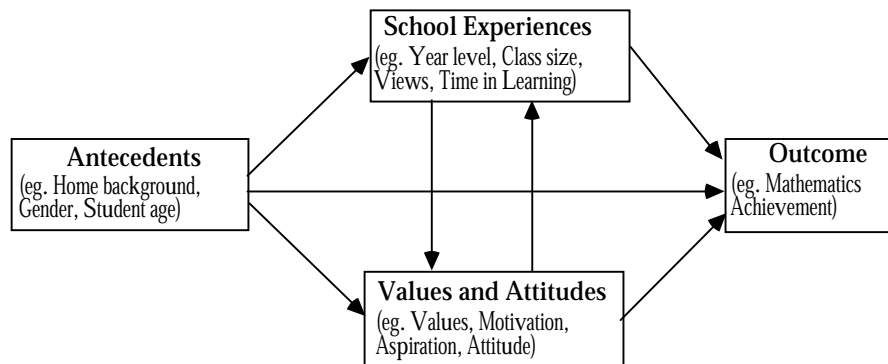 School Experiences
(eg. Year level, Class size,
Views, Time in Learning)
Antecedents
(eg. Home background,
Gender, Student age)
Outcome
(eg. Mathematics
Achievement)
Values and Attitudes
(eg. Values, Motivation,
Aspiration, Attitude)